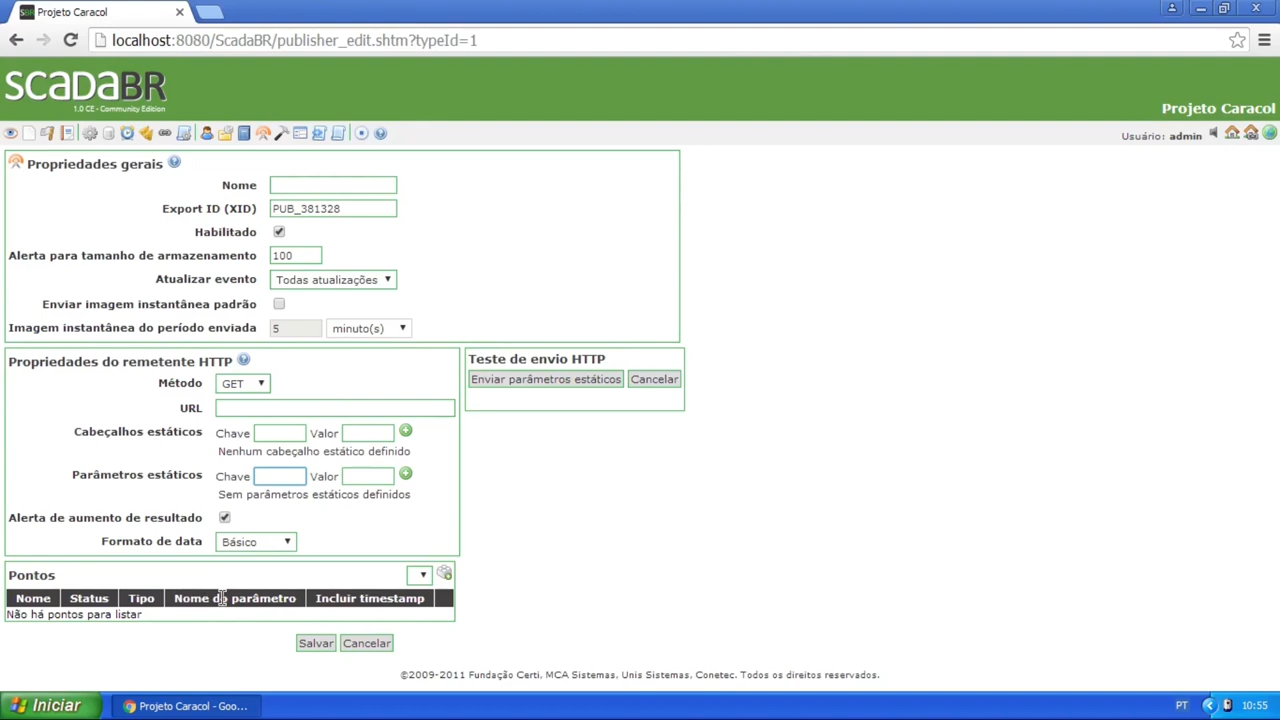 Projeto Caracol
localhost:8080/ScadaBR/publisher_edit.shtm?typeId=1
SCADABR
1.0 CE - Community Edition
Projeto Caracol
Usuário: admin
Propriedades gerais
Nome
Export ID (XID) PUB_381328
Habilitado
Alerta para tamanho de armazenamento 100
Atualizar evento Todas atualizações
Enviar imagem instantânea padrão
Imagem instantânea do período enviada 5 minuto(s)
Propriedades do remetente HTTP
Método GET
URL
Cabeçalhos estáticos Chave Valor
Nenhum cabeçalho estático definido
Parâmetros estáticos Chave Valor
Sem parâmetros estáticos definidos
Alerta de aumento de resultado
Formato de data Básico
Teste de envio HTTP
Enviar parâmetros estáticos Cancelar
Pontos
Nome Status Tipo Nome do parâmetro Incluir timestamp
Não há pontos para listar
Salvar Cancelar
©2009-2011 Fundação Certi, MCA Sistemas, Unis Sistemas, Conetec. Todos os direitos reservados.
Iniciar Projeto Caracol - Goo... PT 10:55